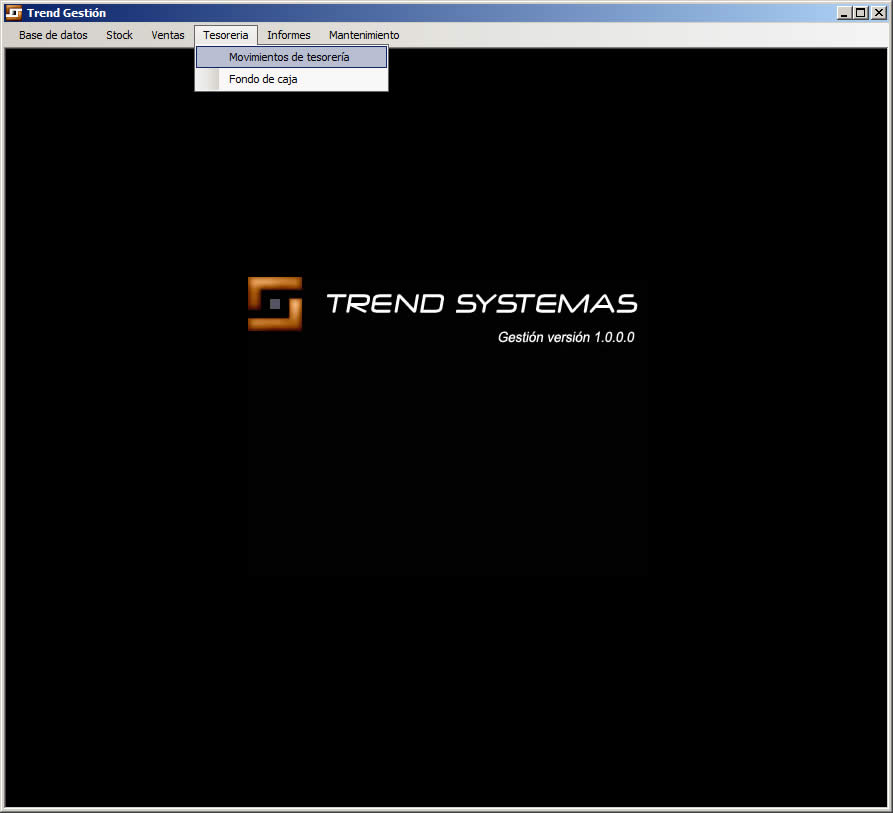 Trend Gestión
Base de datos Stock Ventas Tesoreria Informes Mantenimiento
Movimientos de tesorería
Fondo de caja
TREND SYSTEMAS
Gestión versión 1.0.0.0